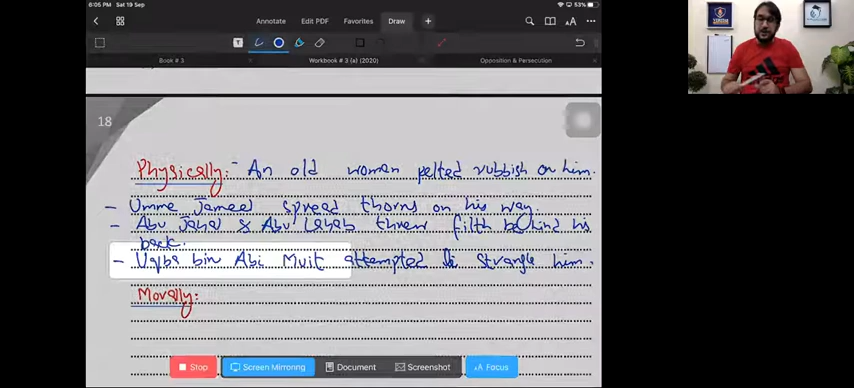 6:05 PM Sat 19 Sep
53%
Annotate Edit PDF Favorites Draw
AA
T
Book # 3 Workbook # 3 (a) (2020) Opposition & Persecution
18
Physically:- An old woman pelted rubbish on him.
- Umme Jameel spread thorns on his way.
- Abu Jahal & Abu Lahab threw filth behind his
back.
- Uqba bin Abi Muit attempted to strangle him.
Morally:
Stop Screen Mirroring Document Screenshot AA Focus